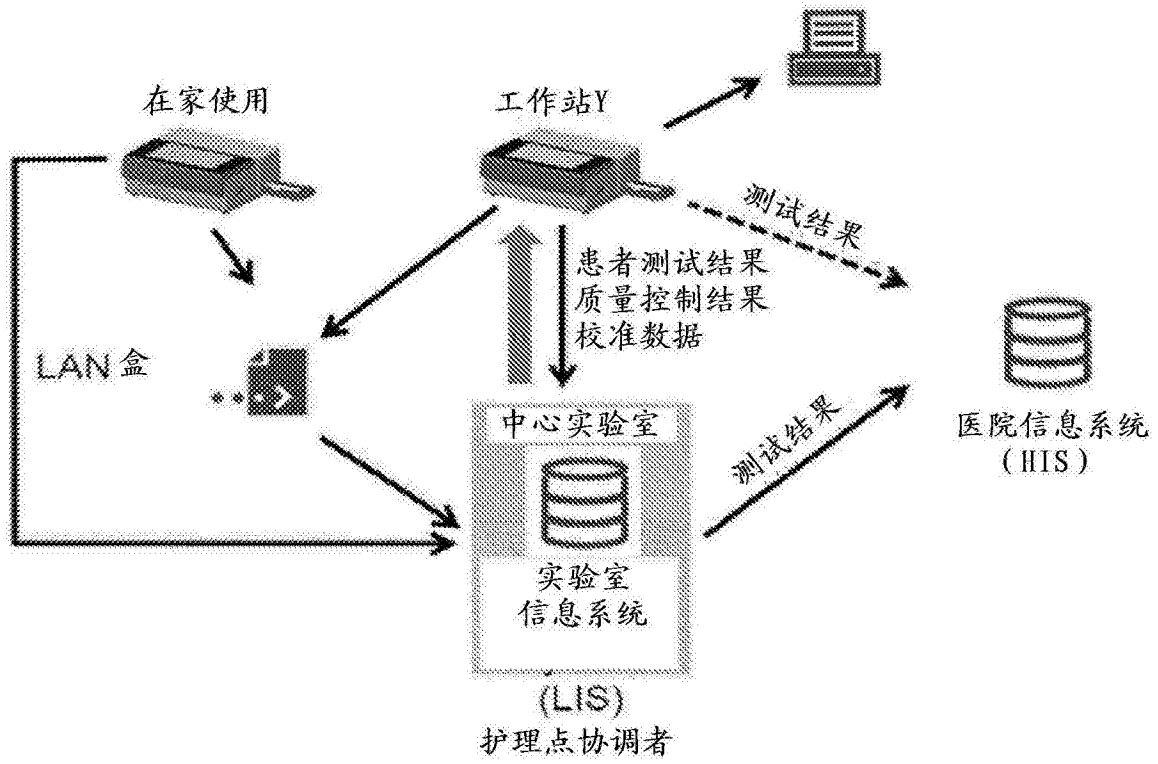 在家使用
工作站Y
测试结果
患者测试结果
质量控制结果
校准数据
LAN盒
中心实验室
测试结果
医院信息系统
(HIS)
实验室
信息系统
(LIS)
护理点协调者